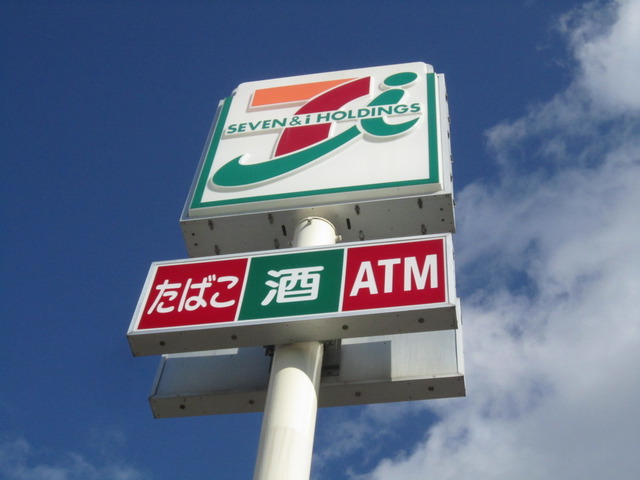 SEVEN & i HOLDINGS
たばこ 酒 ATM